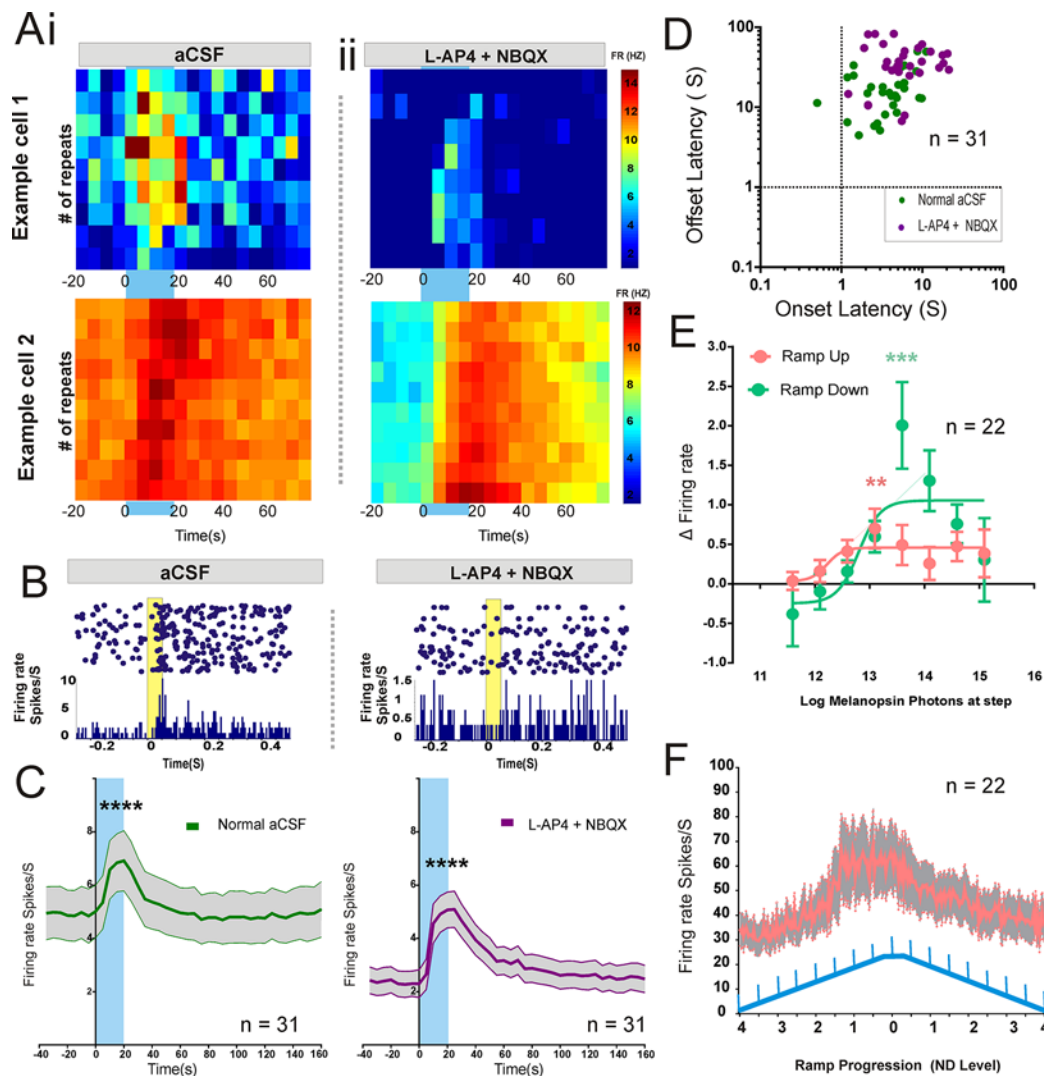 Ai
aCSF
ii
L-AP4 + NBQX
FR (HZ)
Example cell 1
# of repeats
14
12
10
8
6
4
2
-20 0 20 40 60
20 0 20 40 60
Example cell 2
# of repeats
FR (HZ)
12
10
8
6
4
2
-20 0 20 40 60
-20 0 20 40 60
Time(s)
Time(s)
B
aCSF
L-AP4 + NBQX
Firing rate
Spikes/S
10
5
0
-0.2 0 0.2 0.4
Time(S)
Firing rate
Spikes/S
1.5
1
0.5
0
-0.2 0 0.2 0.4
Time(S)
C
****
Normal aCSF
Firing rate Spikes/S
8
6
4
2
n = 31
-40 -20 0 20 40 60 80 100 120 140 160
Time(s)
****
L-AP4 + NBQX
Firing rate Spikes/S
8
6
4
2
n = 31
-20 0 20 40 60 80 100 120 140 160
Time(s)
D
Offset Latency ( S)
100
10
1
0.1
n = 31
Normal aCSF
L-AP4 + NBQX
0.1 1 10 100
Onset Latency (S)
E
Ramp Up
Ramp Down
***
**
n = 22
Δ Firing rate
3.0
2.5
2.0
1.5
1.0
0.5
0.0
-0.5
-1.0
11 12 13 14 15 16
Log Melanopsin Photons at step
F
n = 22
Firing rate Spikes/S
100
90
80
70
60
50
40
30
20
10
0
4 3 2 1 0 1 2 3 4
Ramp Progression (ND Level)